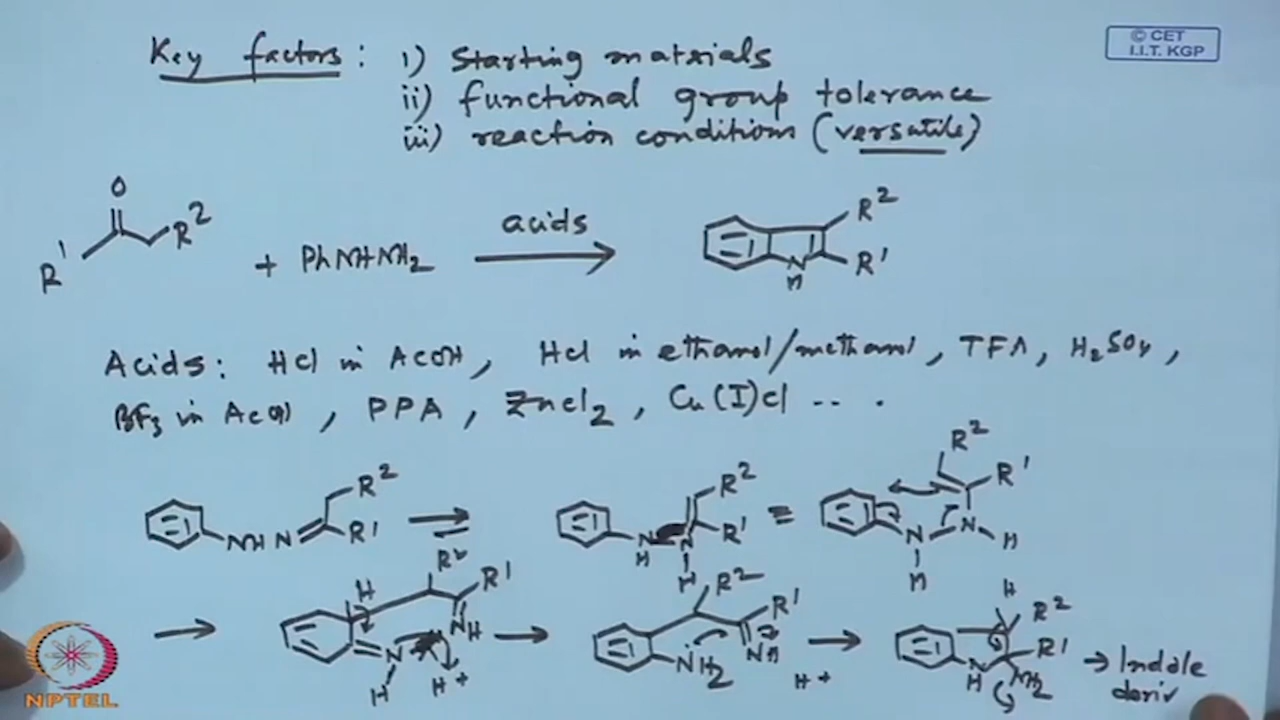 © CET
I.I.T. KGP
Key factors: i) Starting materials
ii) functional group tolerance
iii) reaction conditions (versatile)
O
R¹ R² + PhNHNH₂ acids R² R¹ N H
Acids: HCl in AcOH, HCl in ethanol/methanol, TFA, H₂SO₄,
BF₃ in AcOH, PPA, ZnCl₂, Cu(I)Cl .. .
NH N R² R¹ ⇌ N H N H R² R¹ ≡ R² R¹ N H N H
→ H R² R¹ N H N H H+ → R² R¹ NH₂ NH H+ → H R² R¹ N H NH₂ → Indole
deriv
NPTEL